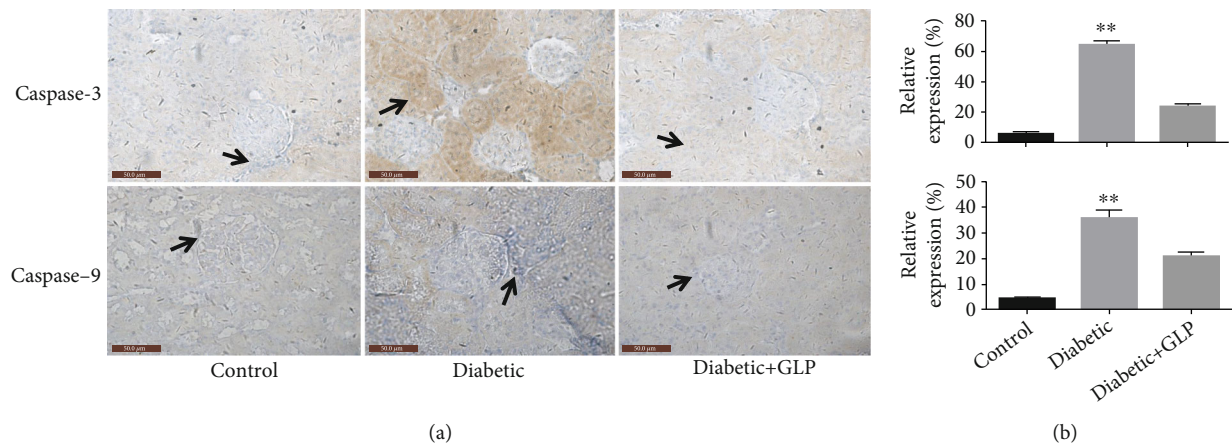 Caspase-3
50.0 µm
50.0 µm
50.0 µm
Caspase–9
50.0 µm
50.0 µm
50.0 µm
Control
Diabetic
Diabetic+GLP
(a)
Relative
expression (%)
80
60
40
20
0
**
Relative
expression (%)
50
40
30
20
10
0
**
Control
Diabetic
Diabetic+GLP
(b)